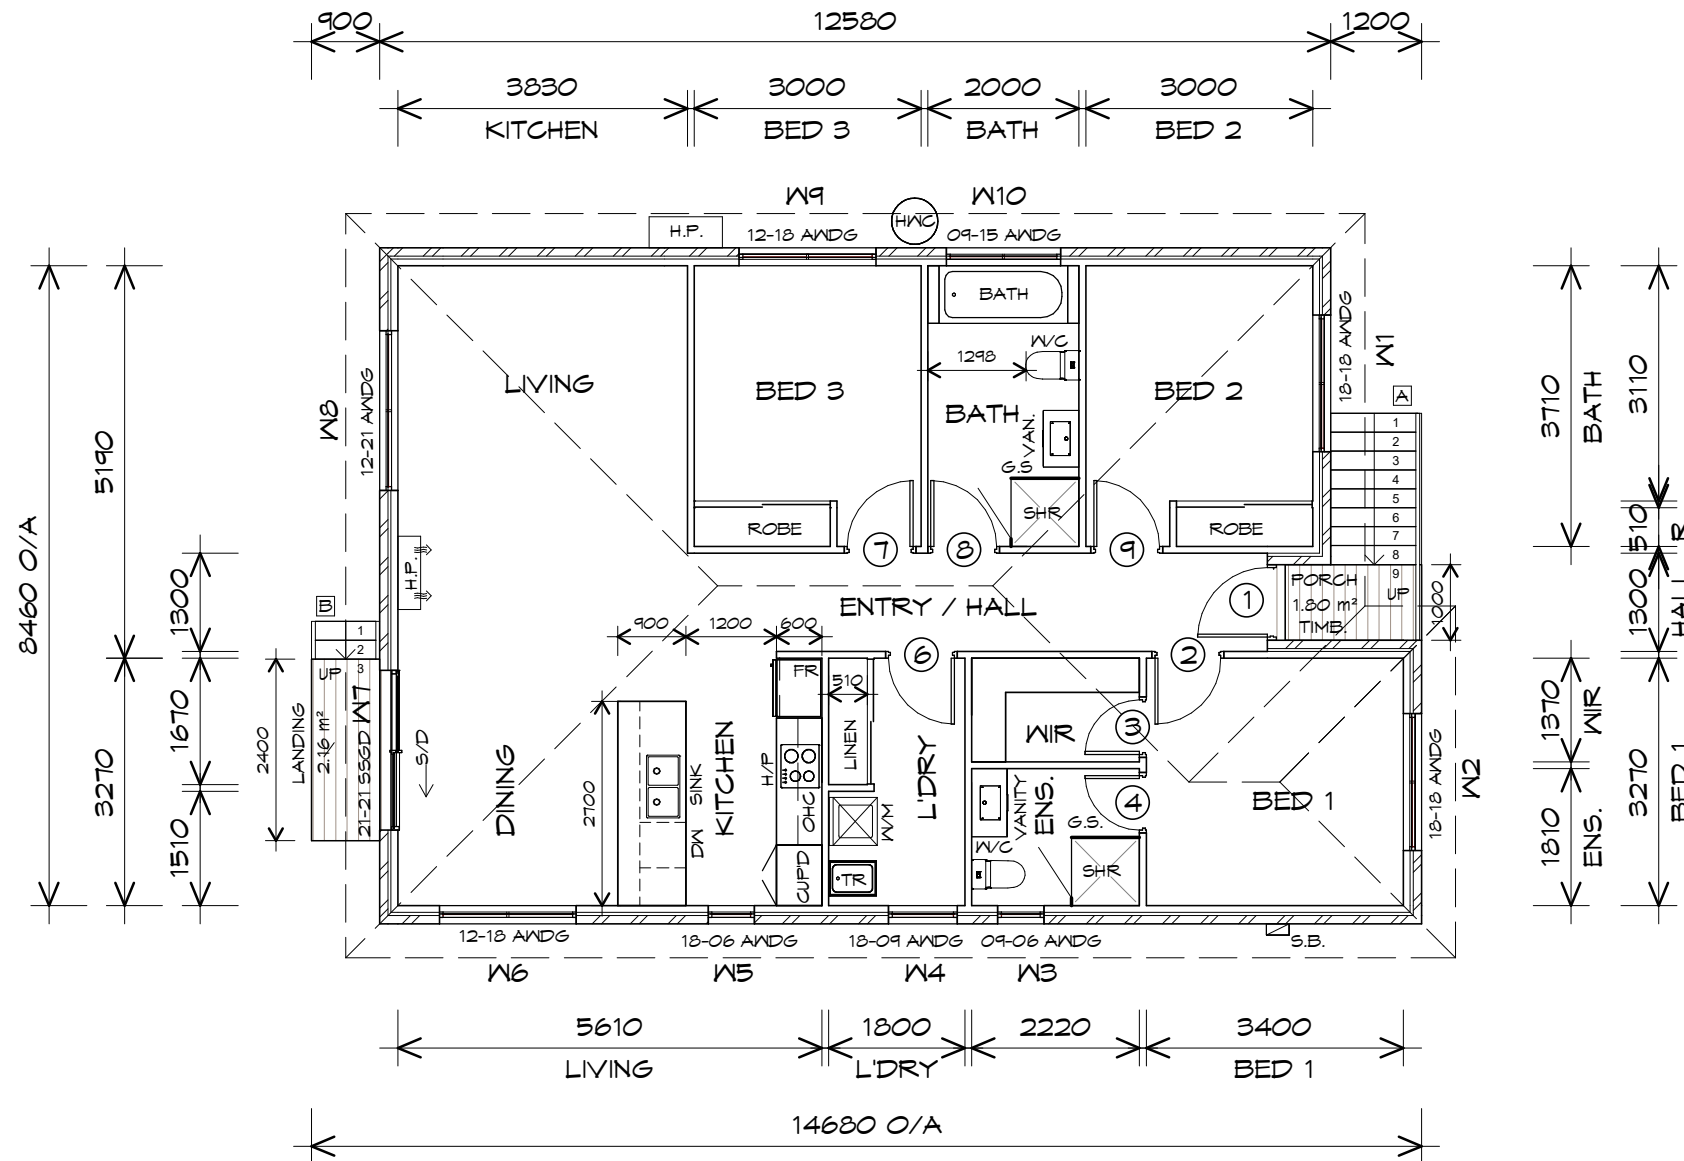 900
12580
1200
3830
3000
2000
3000
KITCHEN
BED 3
BATH
BED 2
W9
W10
HWC
H.P.
12-18 AWDG
09-15 AWDG
BATH
W/C
1298
LIVING
BED 3
BATH
BED 2
VAN.
G.S
SHR
ROBE
ROBE
7
8
9
W8
12-21 AWDG
18-18 AWDG
W1
A
1
2
3
4
5
6
7
8
9
UP
PORCH
1.80 m²
TIMB.
1000
1
H.P.
ENTRY / HALL
900
1200
600
6
2
B
1
2
3
UP
LANDING
2.16 m²
2400
21-21 SSGD
W7
S/D
DINING
2700
SINK
DW
KITCHEN
H/P
OHC
CUP'D
FR
510
LINEN
L'DRY
W/M
TR
WIR
3
4
VANITY
ENS.
W/C
G.S.
SHR
BED 1
18-18 AWDG
W2
12-18 AWDG
18-06 AWDG
18-09 AWDG
09-06 AWDG
S.B.
W6
W5
W4
W3
8460 O/A
5190
3270
1300
1670
1510
3710
BATH
1370
WIR
1810
ENS.
3110
510
R
1300
HALL
3270
BED 1
5610
1800
2220
3400
LIVING
L'DRY
BED 1
14680 O/A